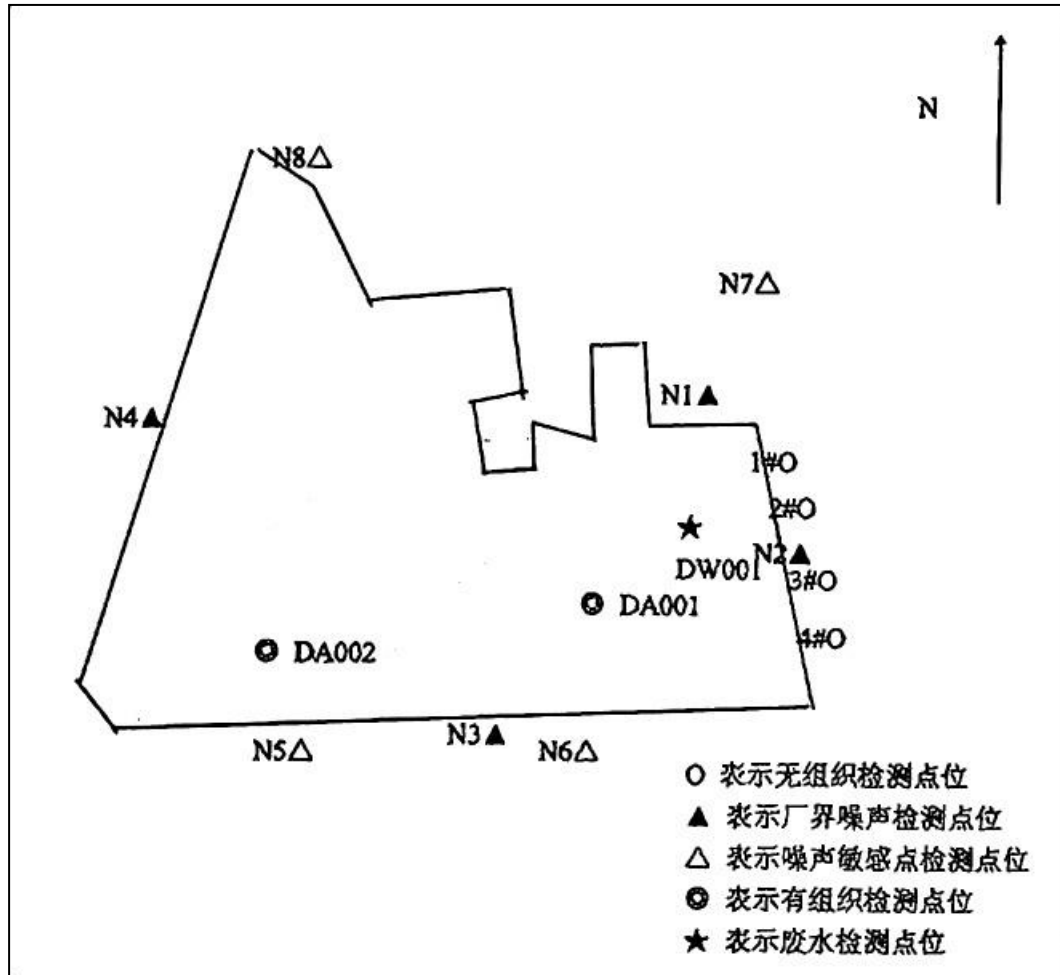 N
N8△
N7△
N4▲
N1▲
1#O
2#O
N2▲
DW001
3#O
DA001
4#O
DA002
N3▲
N5△
N6△
○ 表示无组织检测点位
▲ 表示厂界噪声检测点位
△ 表示噪声敏感点检测点位
◎ 表示有组织检测点位
★ 表示废水检测点位